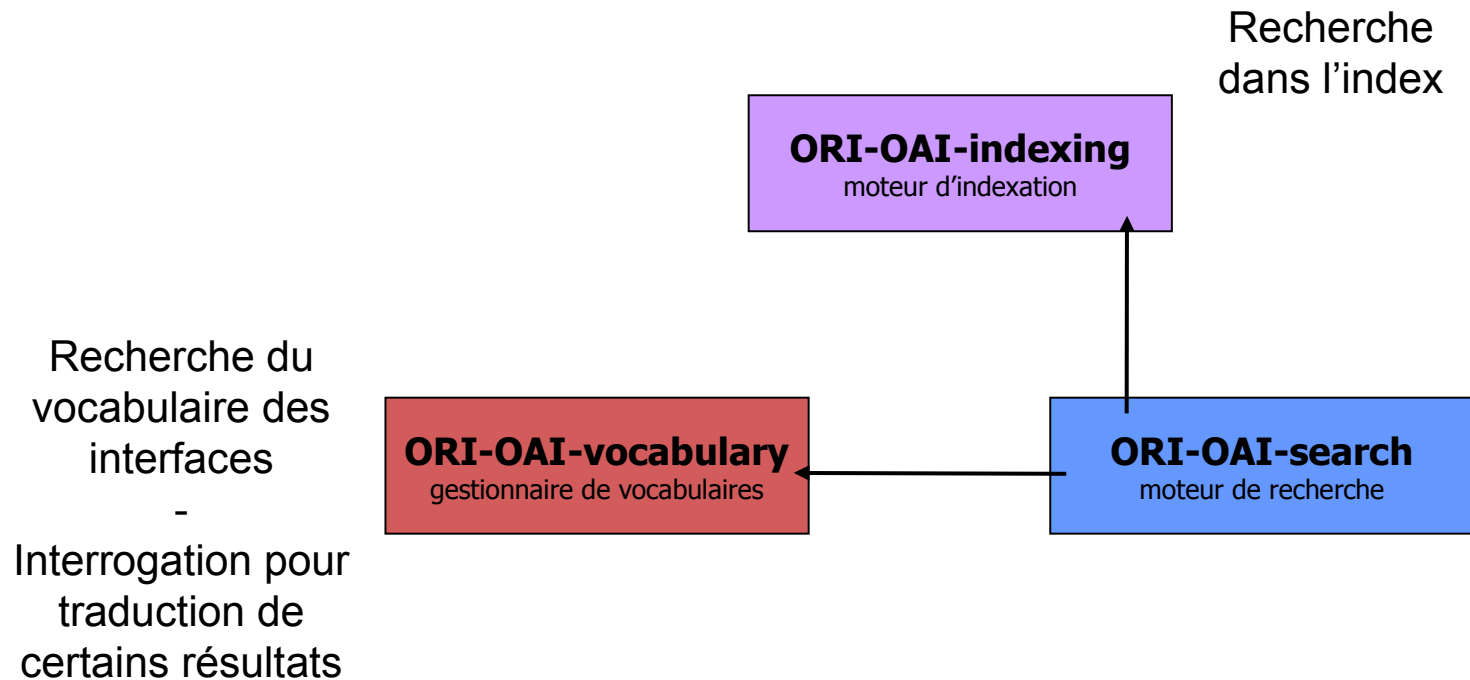 Recherche
dans l’index
ORI-OAI-indexing
moteur d’indexation
Recherche du
vocabulaire des
interfaces
-
Interrogation pour
traduction de
certains résultats
ORI-OAI-vocabulary
gestionnaire de vocabulaires
ORI-OAI-search
moteur de recherche